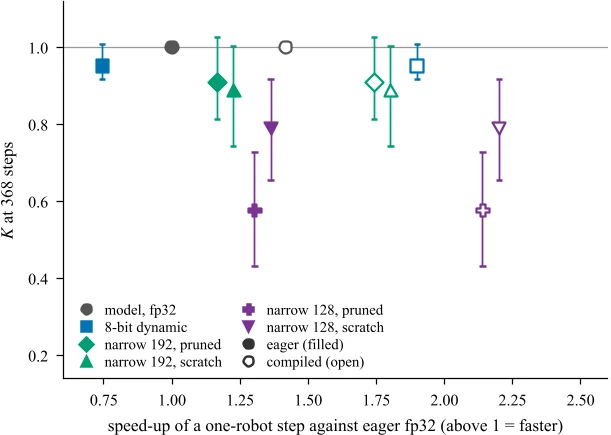 1.0
0.8
0.6
0.4
0.2
K at 368 steps
model, fp32
8-bit dynamic
narrow 192, pruned
narrow 192, scratch
narrow 128, pruned
narrow 128, scratch
eager (filled)
compiled (open)
0.75 1.00 1.25 1.50 1.75 2.00 2.25 2.50
speed-up of a one-robot step against eager fp32 (above 1 = faster)